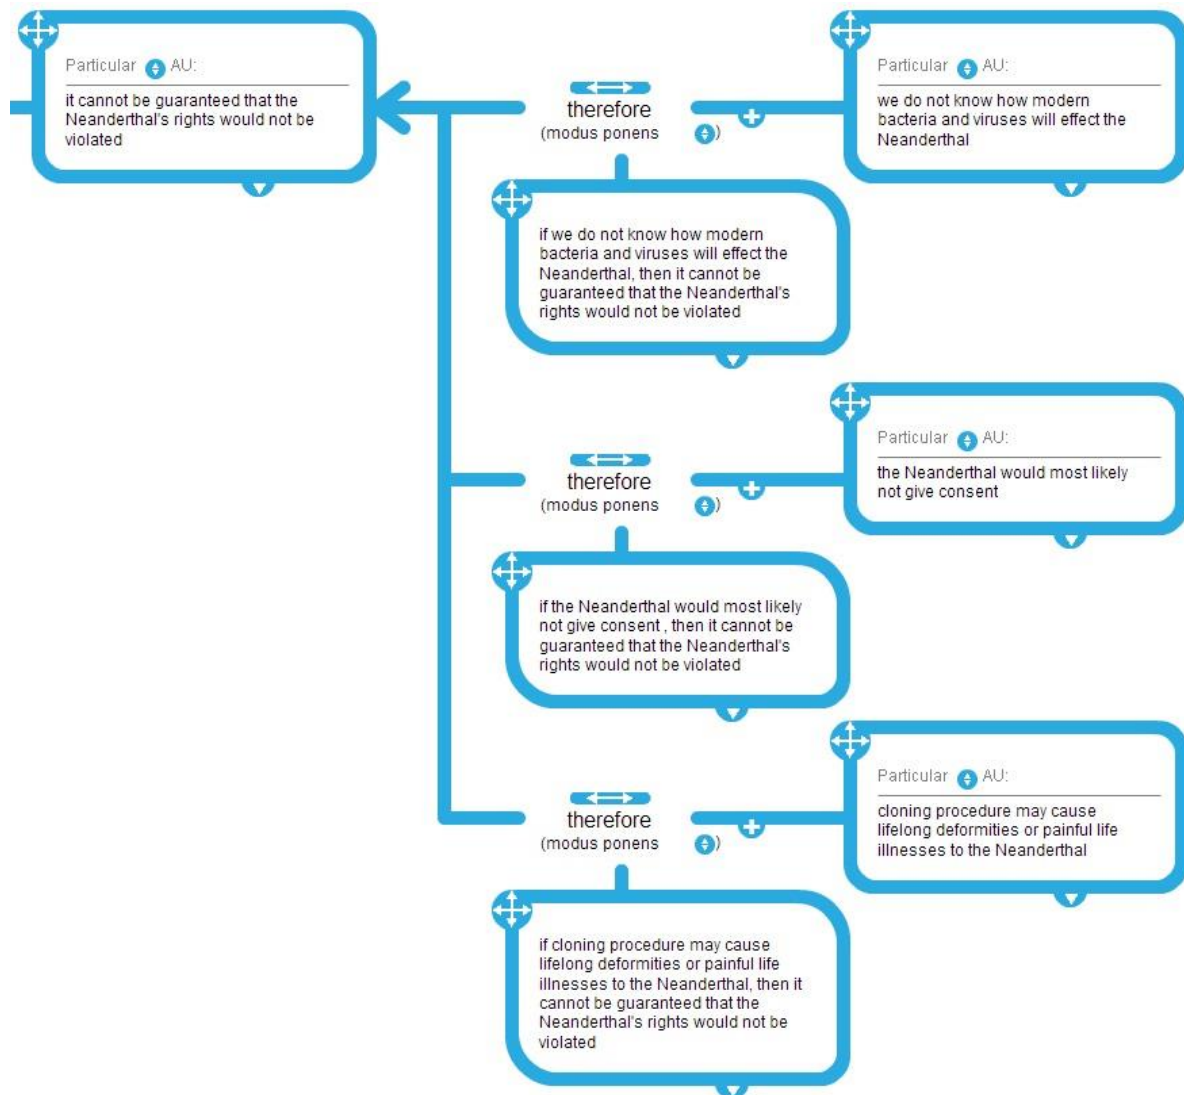 Particular AU:
it cannot be guaranteed that the
Neanderthal's rights would not be
violated
therefore
(modus ponens )
Particular AU:
we do not know how modern
bacteria and viruses will effect the
Neanderthal
if we do not know how modern
bacteria and viruses will effect the
Neanderthal, then it cannot be
guaranteed that the Neanderthal's
rights would not be violated
therefore
(modus ponens )
Particular AU:
the Neanderthal would most likely
not give consent
if the Neanderthal would most likely
not give consent , then it cannot be
guaranteed that the Neanderthal's
rights would not be violated
therefore
(modus ponens )
Particular AU:
cloning procedure may cause
lifelong deformities or painful life
illnesses to the Neanderthal
if cloning procedure may cause
lifelong deformities or painful life
illnesses to the Neanderthal, then it
cannot be guaranteed that the
Neanderthal's rights would not be
violated